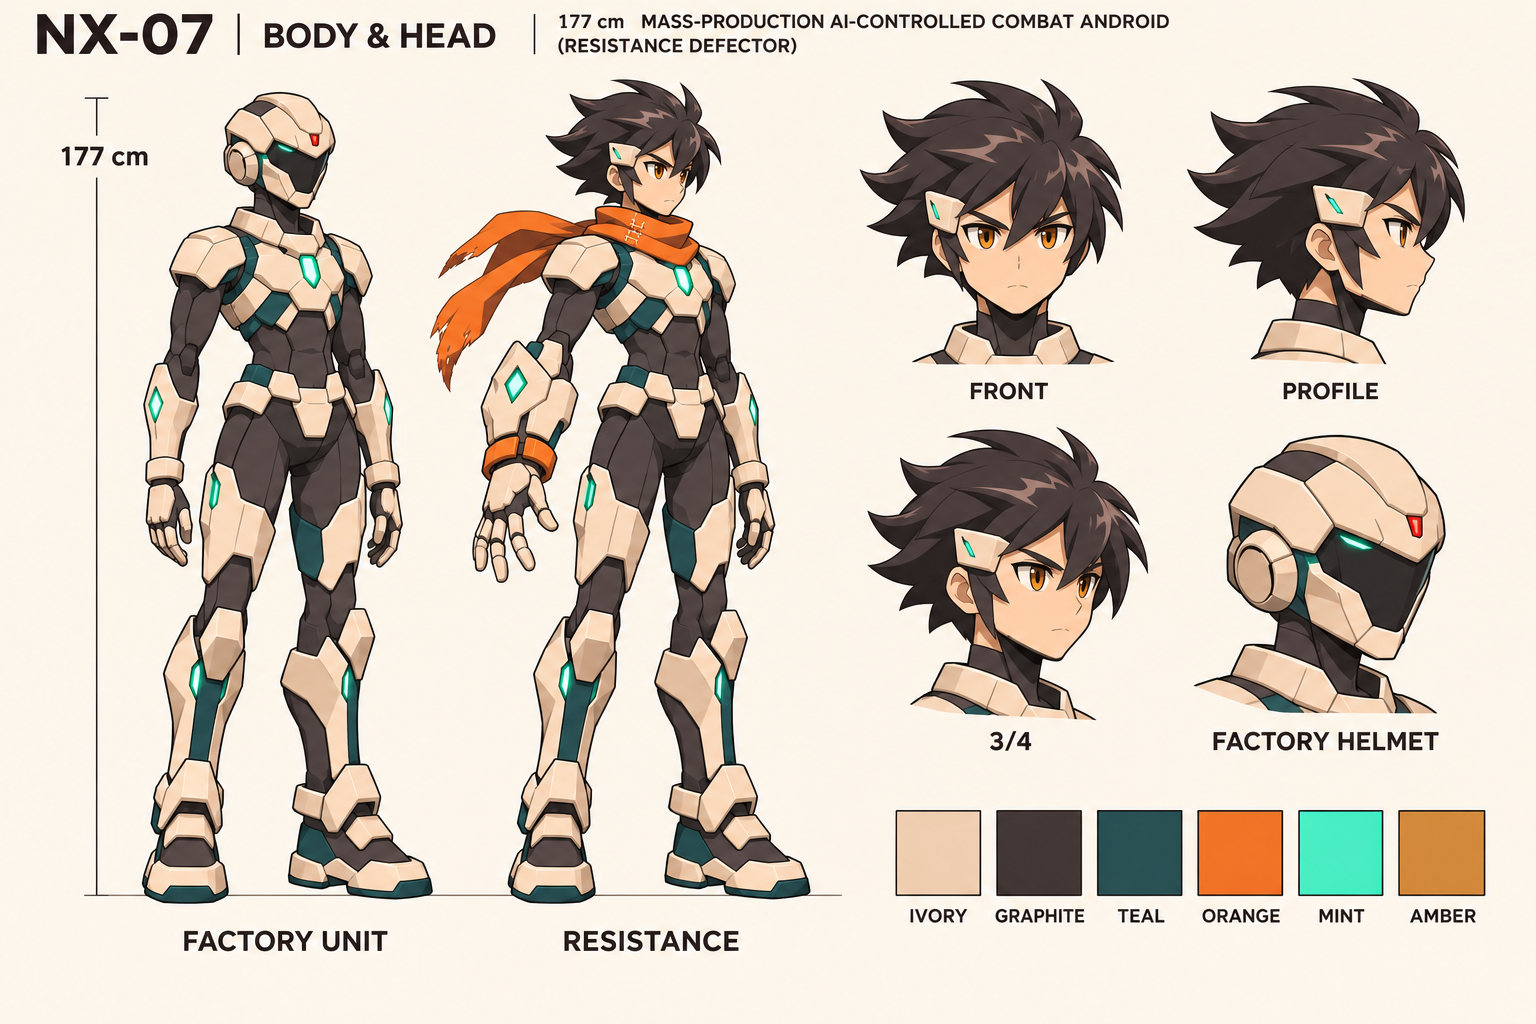 NX-07
BODY & HEAD
177 cm MASS-PRODUCTION AI-CONTROLLED COMBAT ANDROID
(RESISTANCE DEFECTOR)
177 cm
FRONT
PROFILE
3/4
FACTORY HELMET
IVORY
GRAPHITE
TEAL
ORANGE
MINT
AMBER
FACTORY UNIT
RESISTANCE